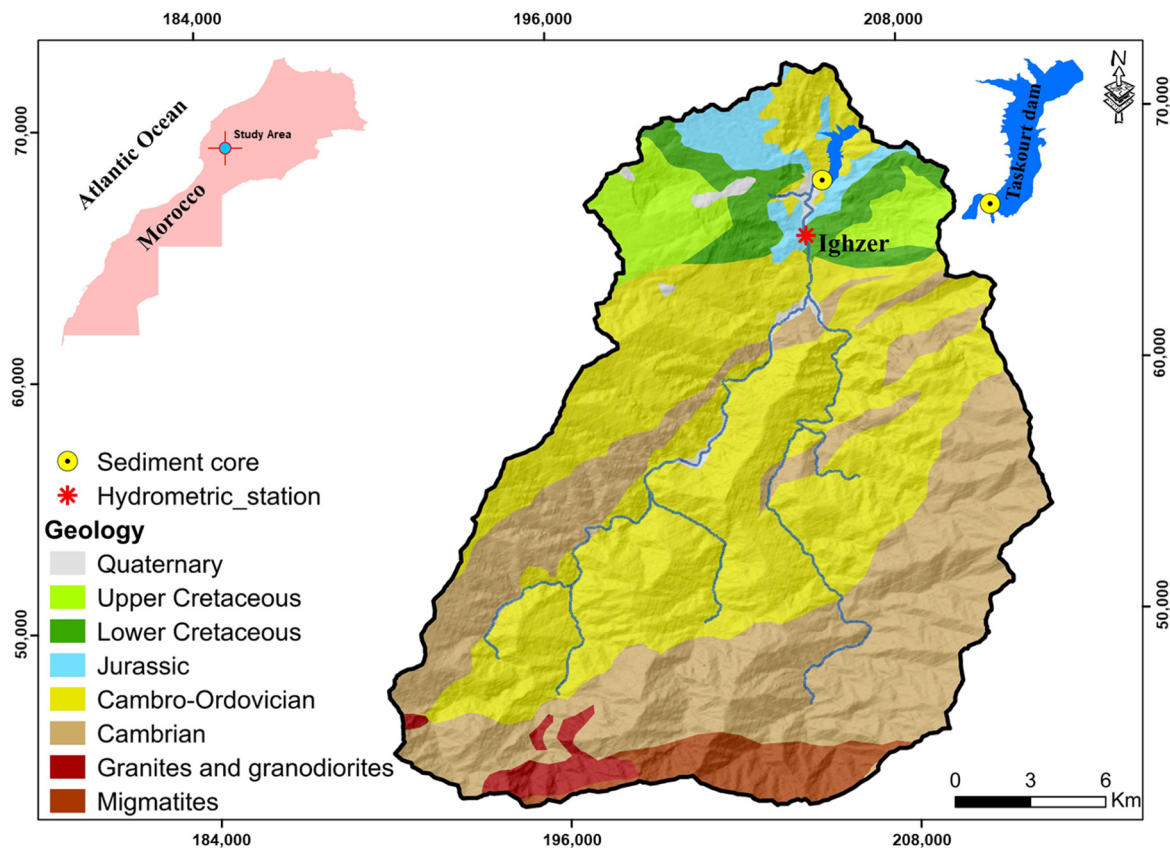 184,000
196,000
208,000
N
70,000
60,000
50,000
70,000
60,000
50,000
Atlantic Ocean
Study Area
Morocco
Taskourt dam
Ighzer
Sediment core
Hydrometric_station
Geology
Quaternary
Upper Cretaceous
Lower Cretaceous
Jurassic
Cambro-Ordovician
Cambrian
Granites and granodiorites
Migmatites
0 3 6
Km
184,000
196,000
208,000